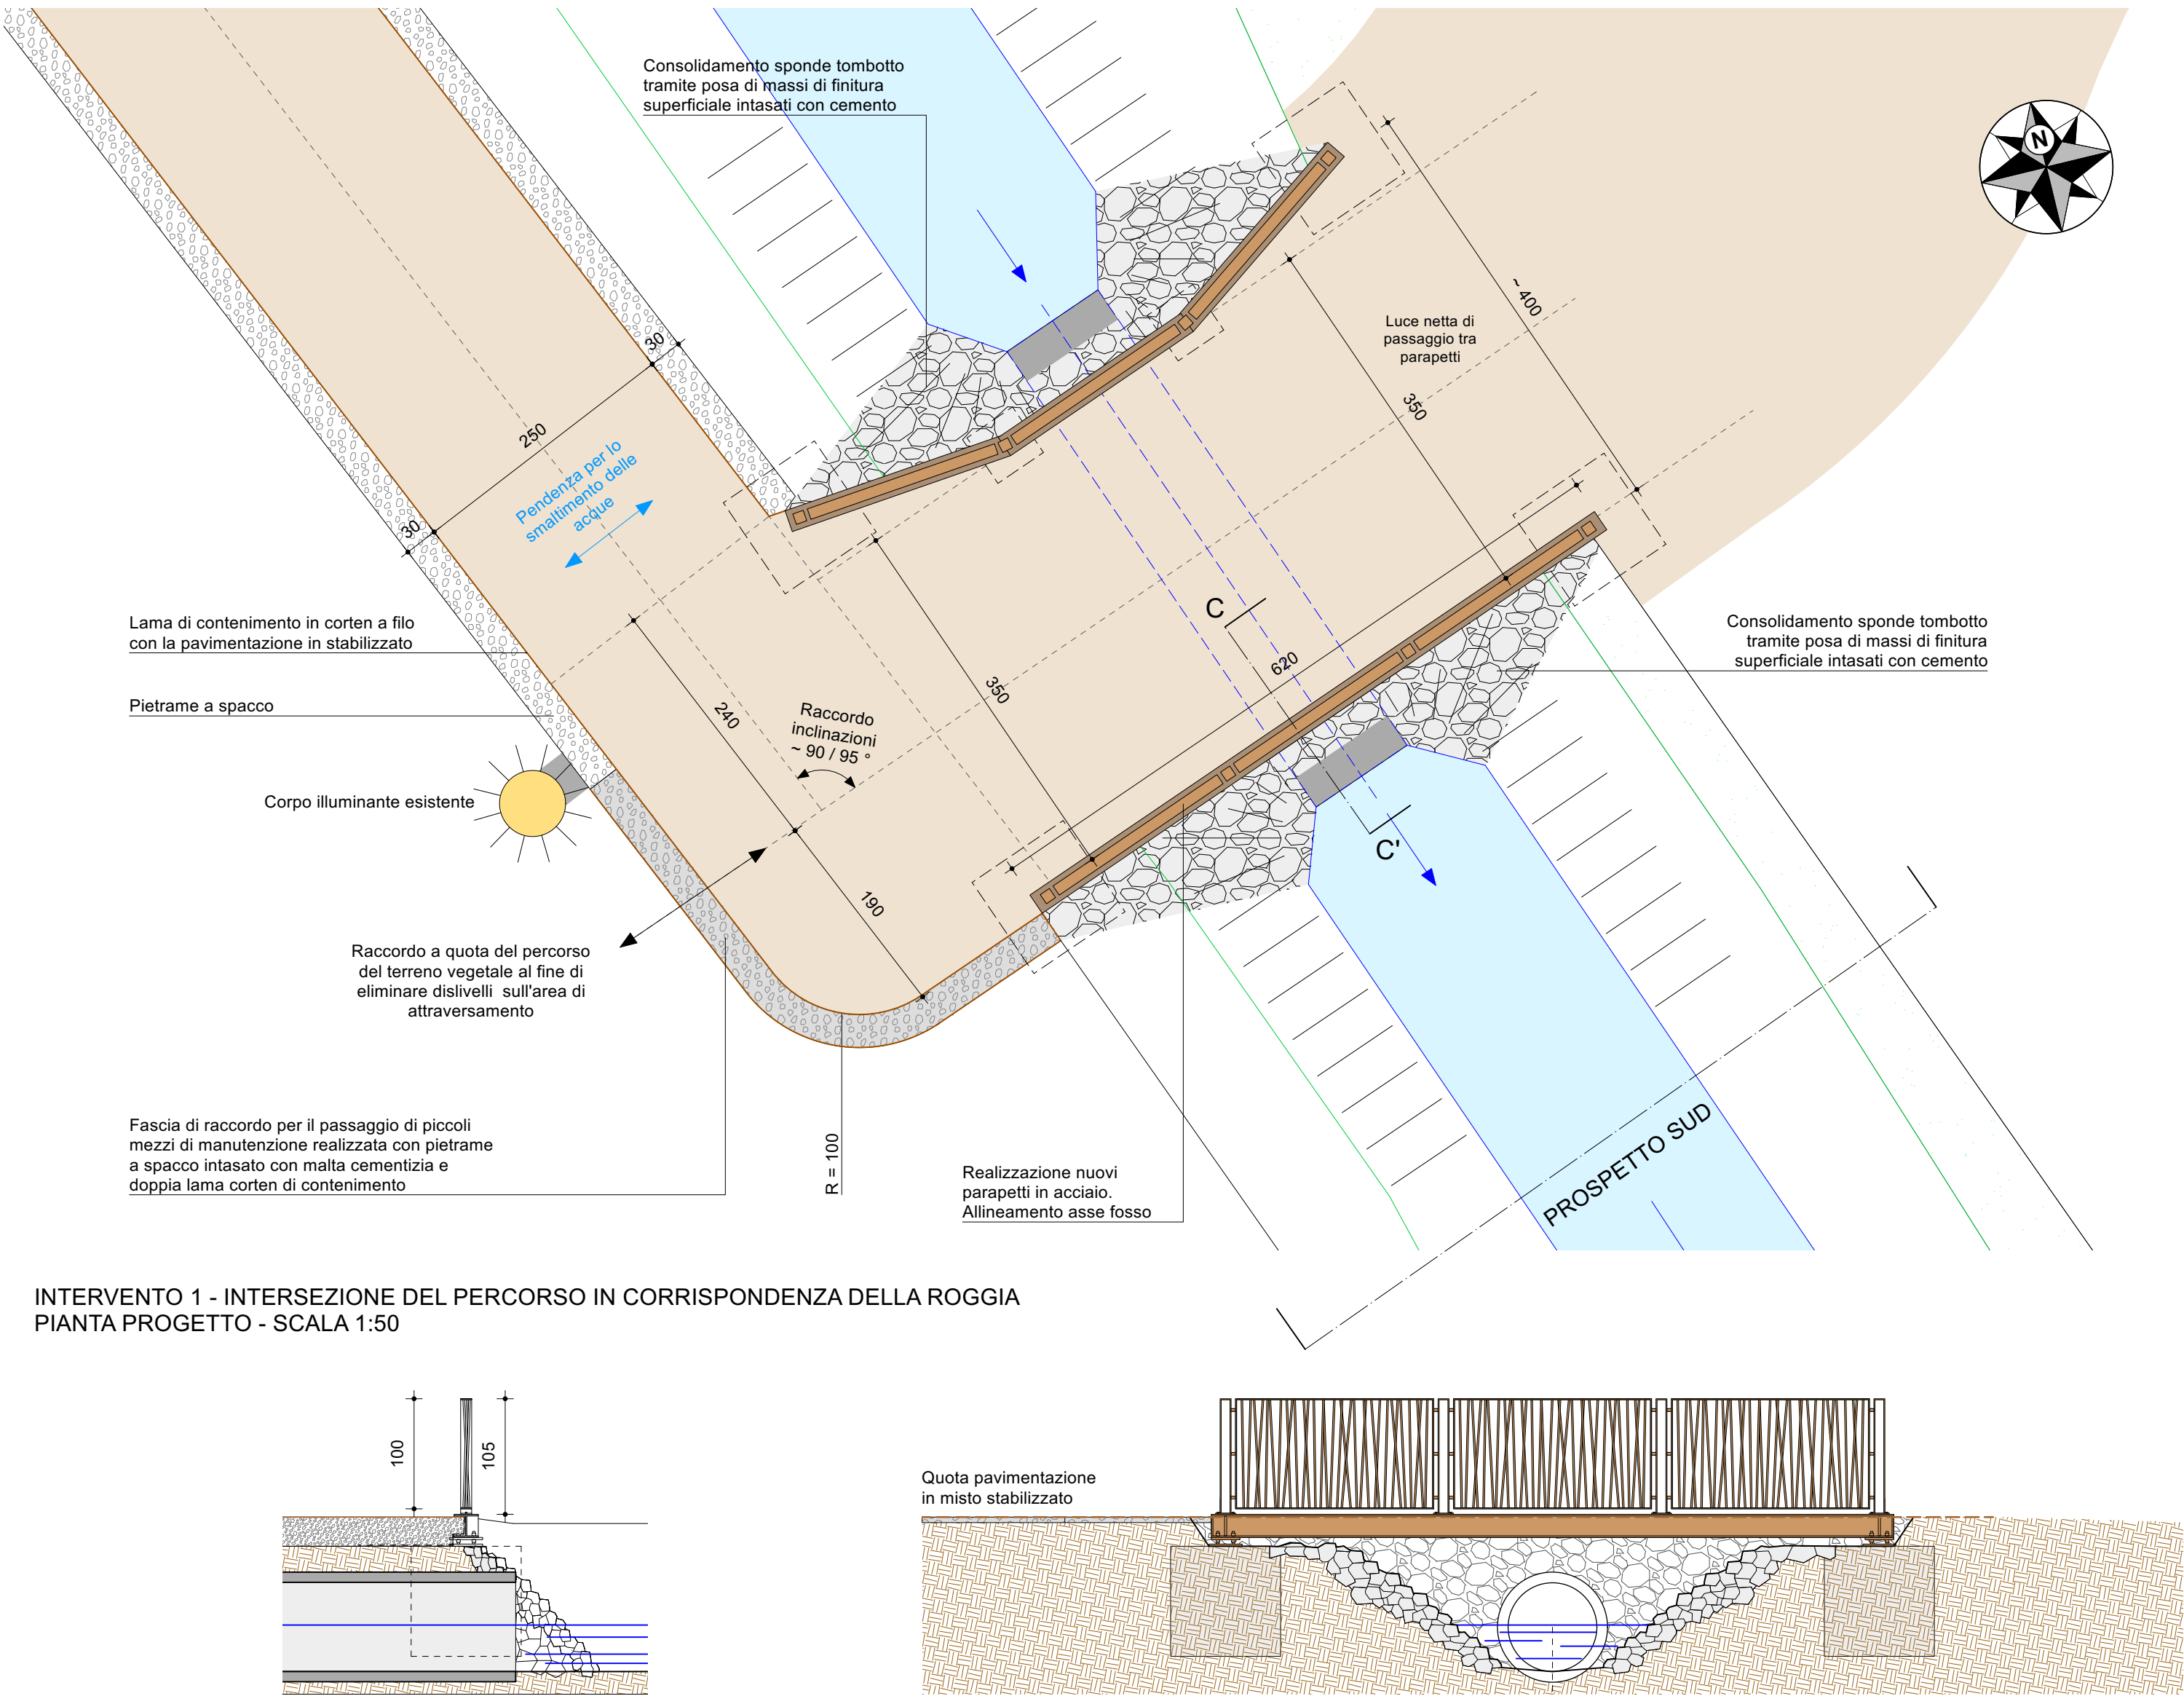 Consolidamento sponde tombotto
tramite posa di massi di finitura
superficiale intasati con cemento
N
~ 400
Luce netta di
passaggio tra
parapetti
350
30
250
30
Pendenza per lo
smaltimento delle
acque
Lama di contenimento in corten a filo
con la pavimentazione in stabilizzato
Pietrame a spacco
Corpo illuminante esistente
C
620
Consolidamento sponde tombotto
tramite posa di massi di finitura
superficiale intasati con cemento
350
240
Raccordo
inclinazioni
~ 90 / 95 °
C'
190
Raccordo a quota del percorso
del terreno vegetale al fine di
eliminare dislivelli sull'area di
attraversamento
Fascia di raccordo per il passaggio di piccoli
mezzi di manutenzione realizzata con pietrame
a spacco intasato con malta cementizia e
doppia lama corten di contenimento
R = 100
Realizzazione nuovi
parapetti in acciaio.
Allineamento asse fosso
PROSPETTO SUD
INTERVENTO 1 - INTERSEZIONE DEL PERCORSO IN CORRISPONDENZA DELLA ROGGIA
PIANTA PROGETTO - SCALA 1:50
100
105
Quota pavimentazione
in misto stabilizzato